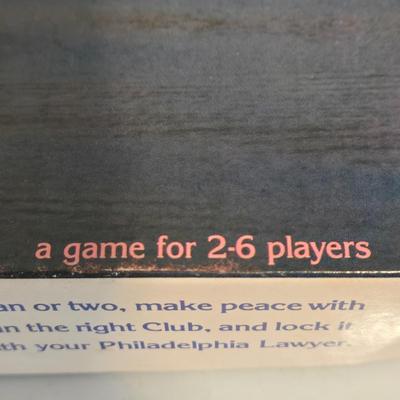 a game for 2-6 players
an or two, make peace with
in the right Club, and lock it
th your Philadelphia Lawyer.